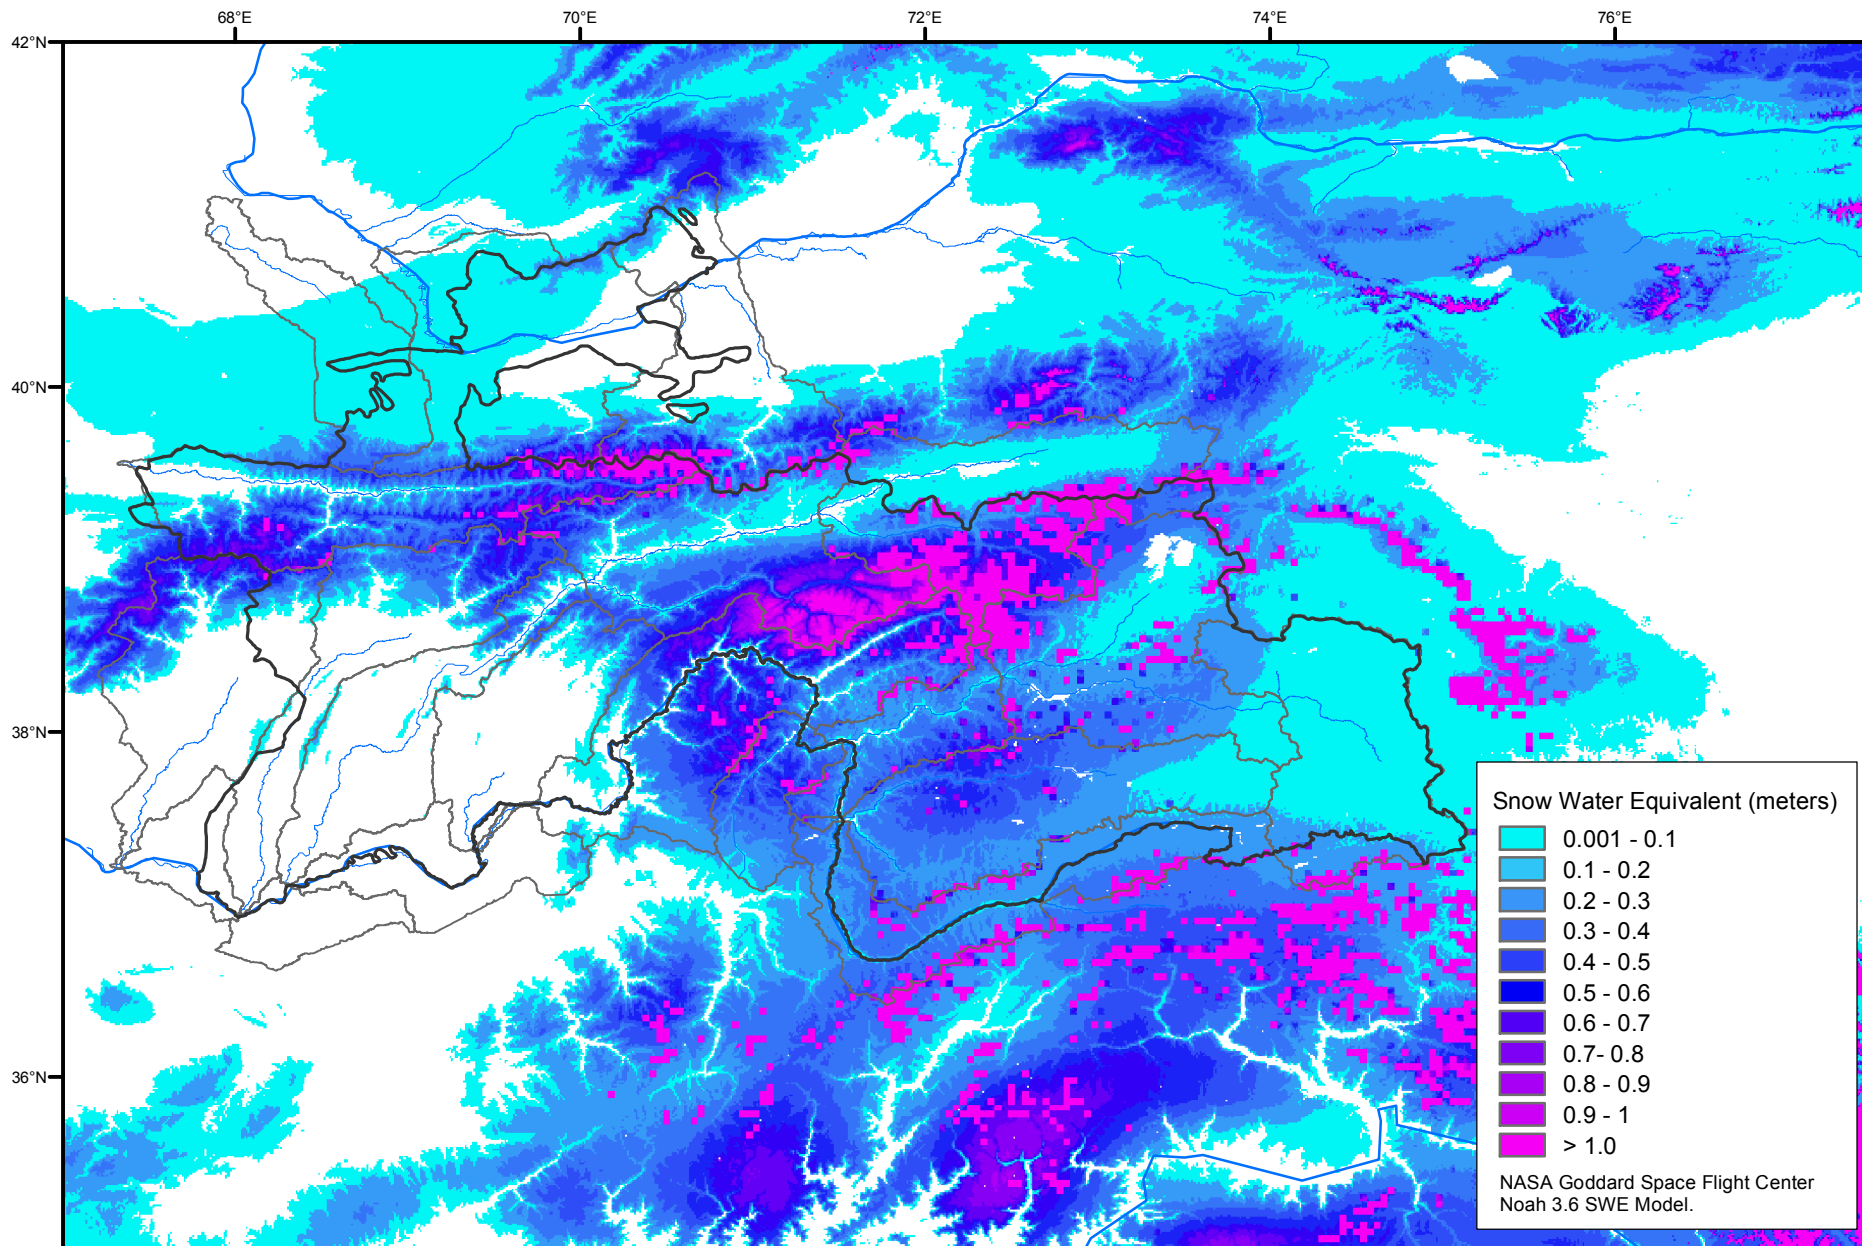 68°E 70°E 72°E 74°E 76°E
42°N
40°N
38°N
36°N
Snow Water Equivalent (meters)
0.001 - 0.1
0.1 - 0.2
0.2 - 0.3
0.3 - 0.4
0.4 - 0.5
0.5 - 0.6
0.6 - 0.7
0.7- 0.8
0.8 - 0.9
0.9 - 1
> 1.0
NASA Goddard Space Flight Center
Noah 3.6 SWE Model.